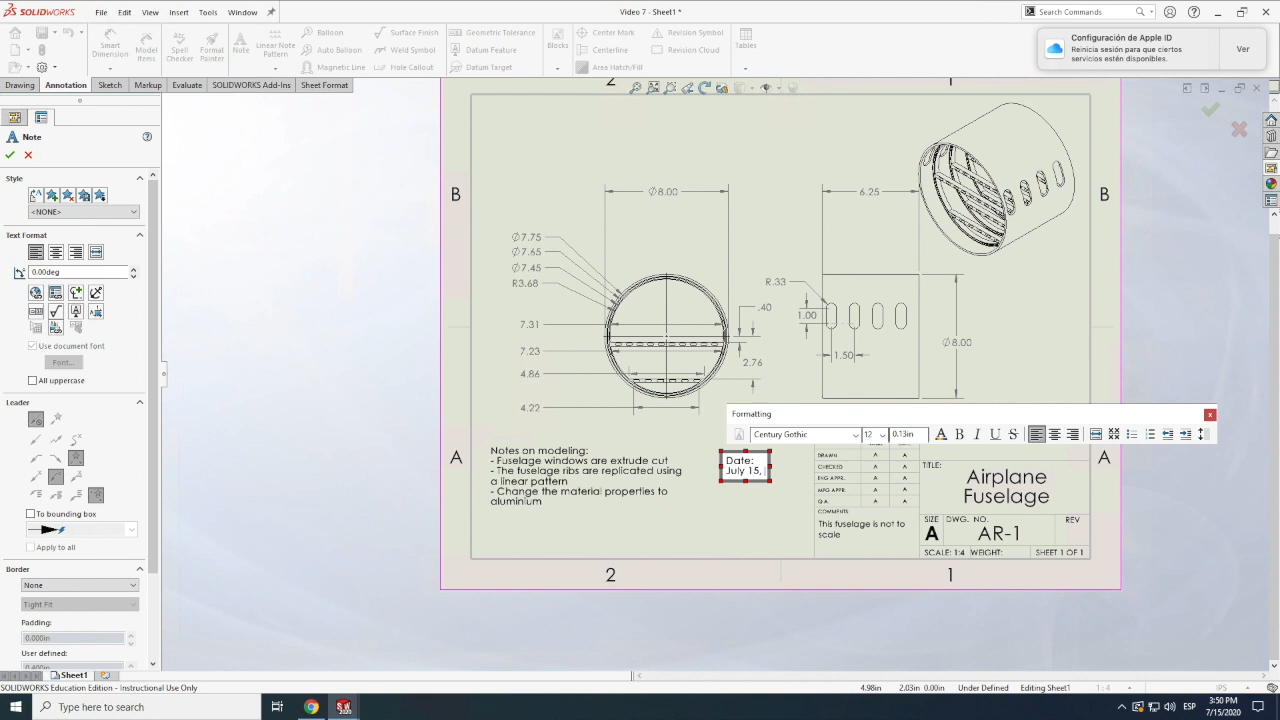 SOLIDWORKS
File Edit View Insert Tools Window
Video 7 - Sheet1 *
Search Commands
Smart Dimension
Model Items
Spell Checker
Format Painter
Note
Linear Note Pattern
Balloon
Auto Balloon
Magnetic Line
Surface Finish
Weld Symbol
Hole Callout
Geometric Tolerance
Datum Feature
Datum Target
Blocks
Center Mark
Centerline
Area Hatch/Fill
Revision Symbol
Revision Cloud
Tables
Configuración de Apple ID
Reinicia sesión para que ciertos
servicios estén disponibles.
Ver
Drawing Annotation Sketch Markup Evaluate SOLIDWORKS Add-Ins Sheet Format
Note
Style
<NONE>
Text Format
0.00deg
Use document font
Font...
All uppercase
Leader
To bounding box
Apply to all
Border
None
Tight Fit
Padding:
0.000in
User defined:
0.400in
2 1
B B
Ø8.00
6.25
Ø7.75
Ø7.65
Ø7.45
R3.68
7.31
7.23
4.86
4.22
.40
2.76
R.33
1.00
1.50
Ø8.00
Formatting
Century Gothic 12 0.13in
B I U S
A A
Notes on modeling:
- Fuselage windows are extrude cut
- The fuselage ribs are replicated using
a linear pattern
- Change the material properties to
aluminium
Date:
July 15,
DRAWN A A
CHECKED A A
ENG APPR. A A
MFG APPR. A A
Q.A. A A
COMMENTS:
This fuselage is not to
scale
TITLE:
Airplane
Fuselage
SIZE DWG. NO. REV
A AR-1
SCALE: 1:4 WEIGHT: SHEET 1 OF 1
2 1
Sheet1
SOLIDWORKS Education Edition - Instructional Use Only
4.98in 2.03in 0.00in Under Defined Editing Sheet1 1 : 4 IPS
Type here to search
SW 2020
ESP
3:50 PM
7/15/2020